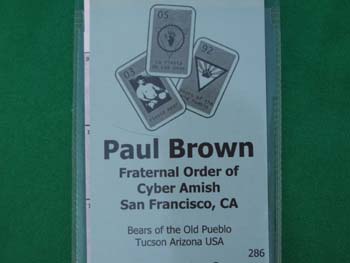 05
92
03
Paul Brown
Fraternal Order of
Cyber Amish
San Francisco, CA
Bears of the Old Pueblo
Tucson Arizona USA
286